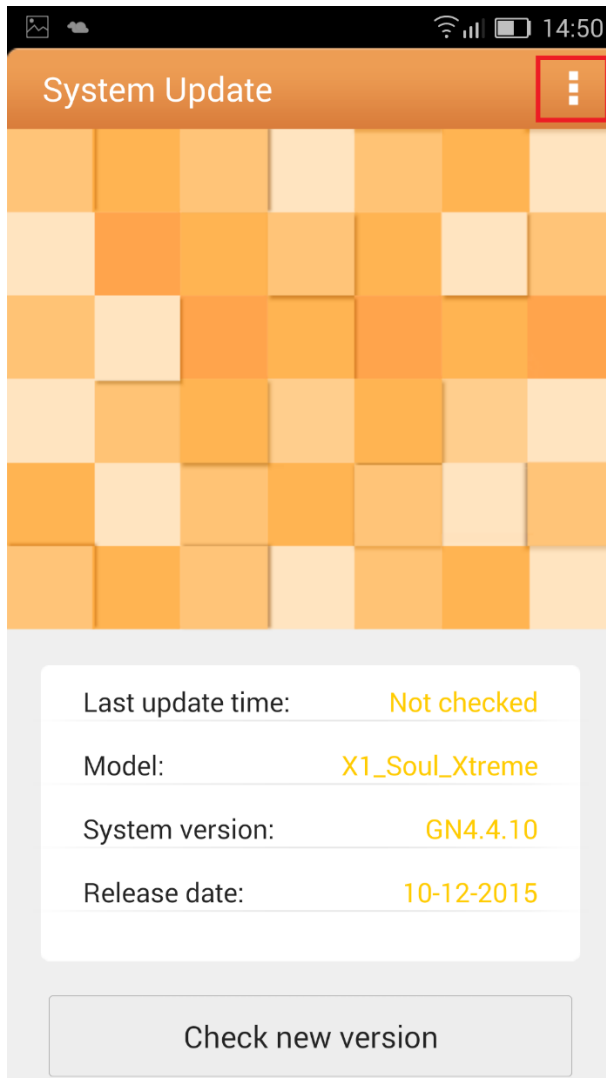 14:50
System Update
Last update time: Not checked
Model: X1_Soul_Xtreme
System version: GN4.4.10
Release date: 10-12-2015
Check new version